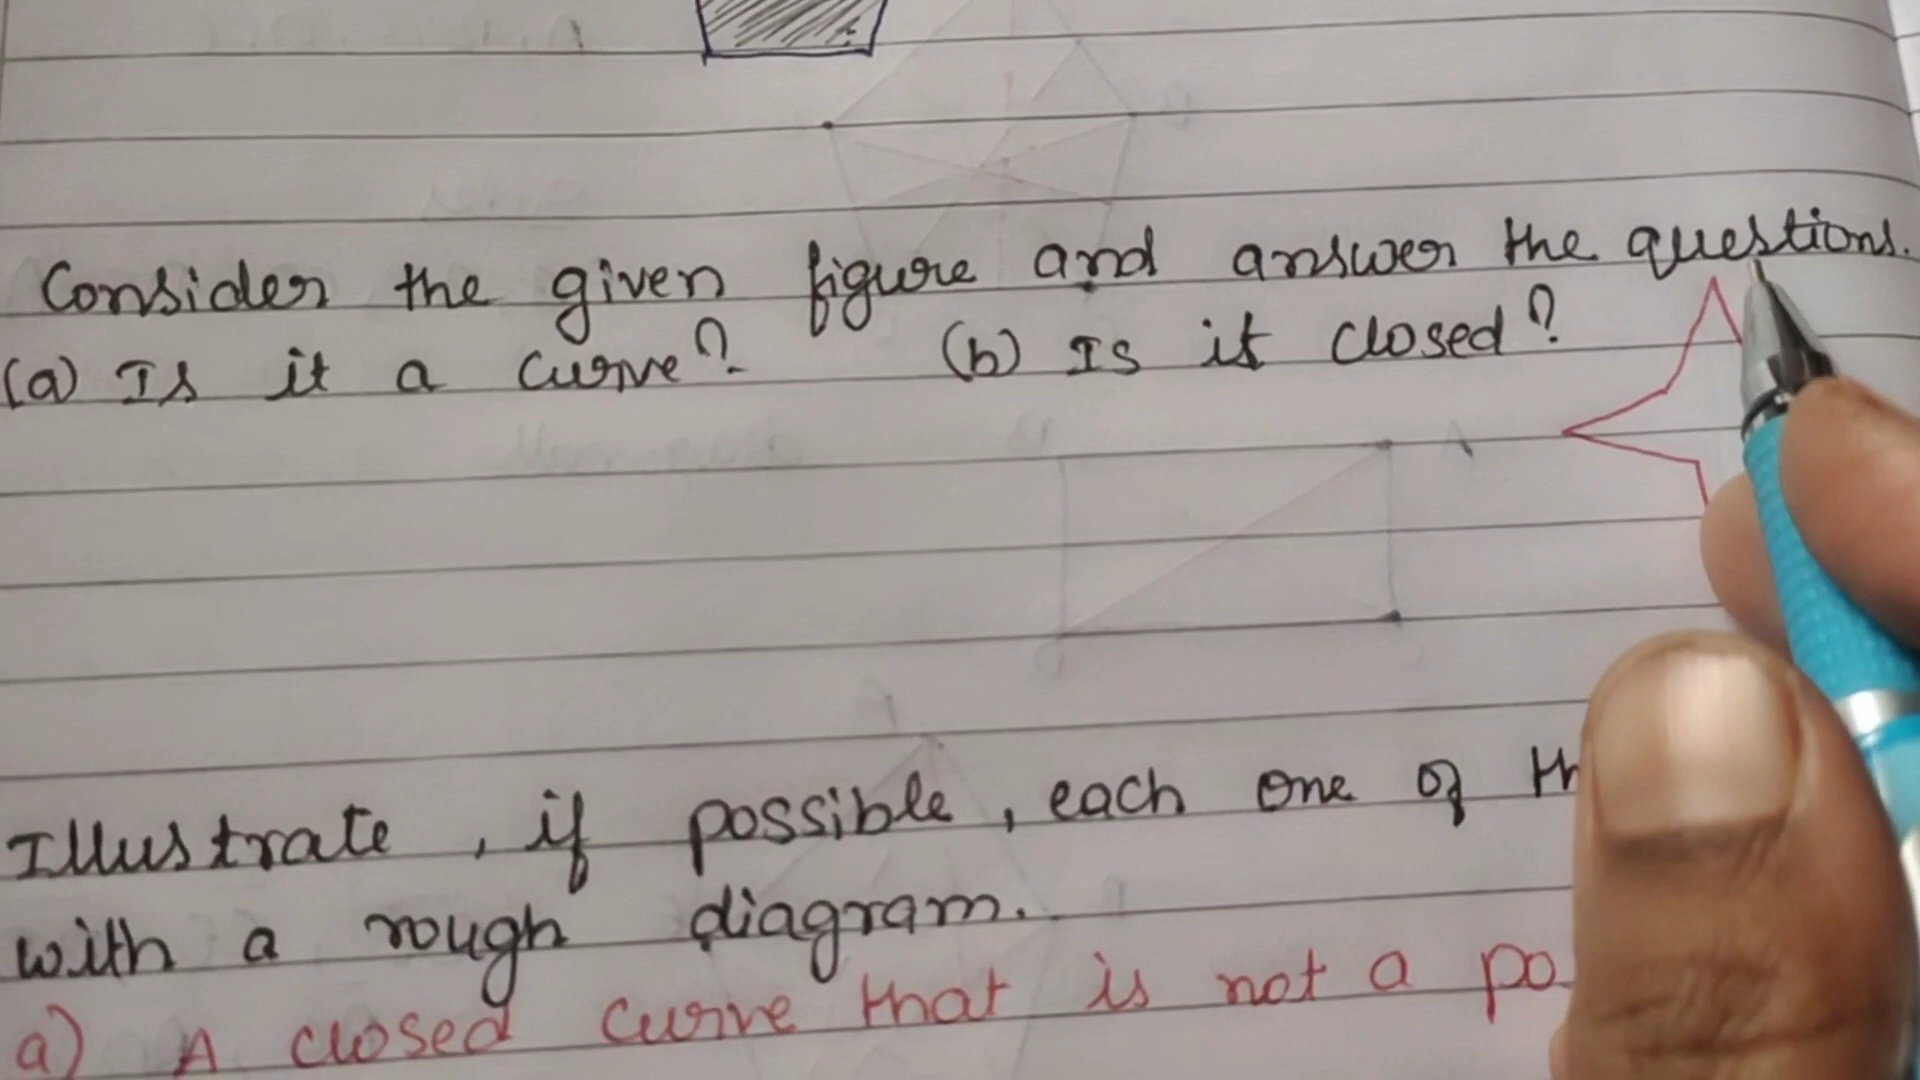 Consider the given figure and answer the questions.
(a) Is it a curve? (b) Is it closed?
Illustrate, if possible, each one of
with a rough diagram.
a) A closed curve that is not a